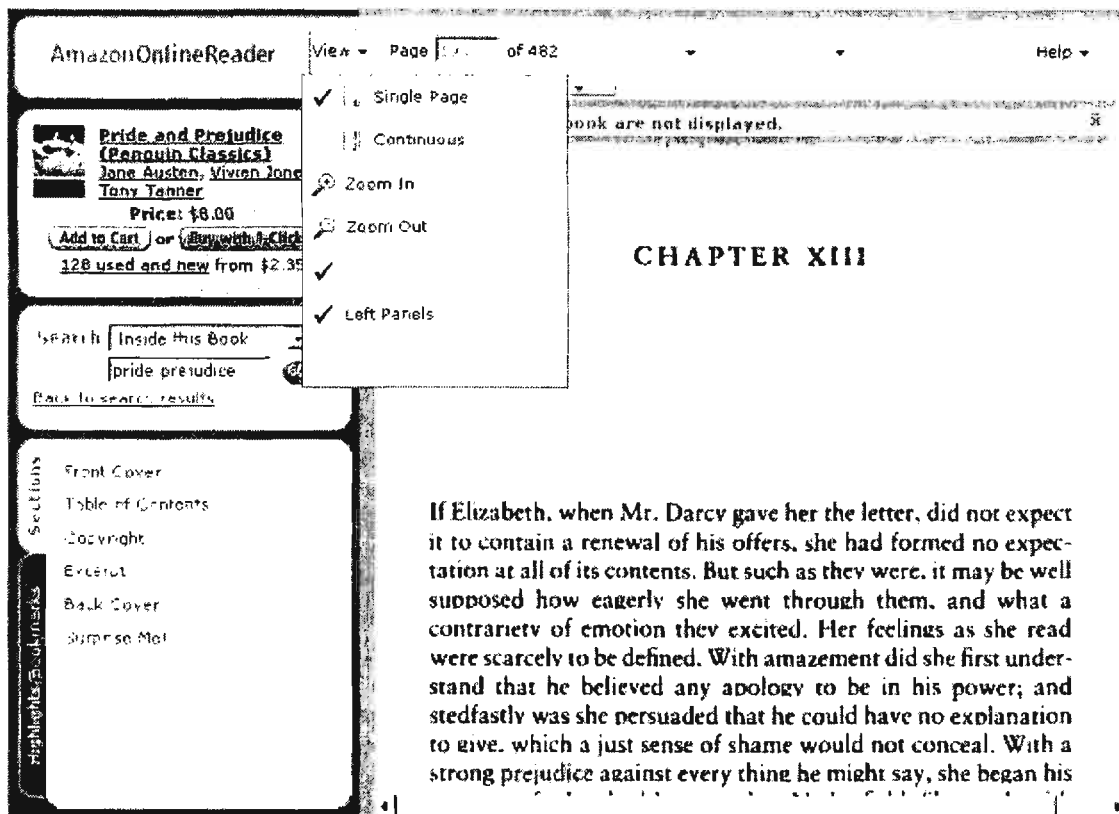 AmazonOnlineReader
View Page of 482 Help
Single Page
Continuous
Zoom In
Zoom Out
Left Panels
book are not displayed.
Pride and Prejudice
(Penguin Classics)
Jane Austen, Vivien
Tony Tanner
Price: $8.00
Add to Cart or Buy with 1-Click
128 used and new from $2.35
Search Inside this Book
pride prejudice
Back to search results
Sections
Highlights/Bookmarks
Front Cover
Table of Contents
Copyright
Excerpt
Back Cover
Surprise Me!
CHAPTER XIII
If Elizabeth, when Mr. Darcy gave her the letter, did not expect
it to contain a renewal of his offers, she had formed no expec-
tation at all of its contents. But such as they were, it may be well
supposed how eagerly she went through them, and what a
contrariety of emotion they excited. Her feelings as she read
were scarcely to be defined. With amazement did she first under-
stand that he believed any apology to be in his power; and
stedfastly was she persuaded that he could have no explanation
to give, which a just sense of shame would not conceal. With a
strong prejudice against every thing he might say, she began his